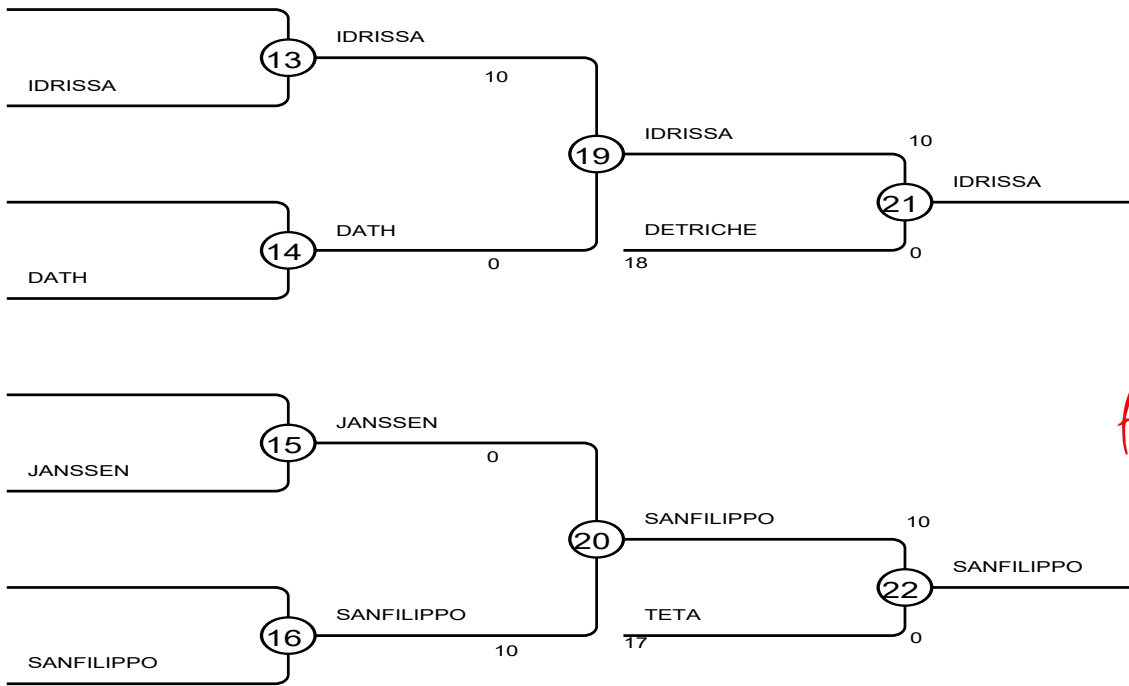 IDRISSA
13
IDRISSA
10
IDRISSA
10
19
IDRISSA
21
DATH
14
DATH
0
DETRICHE
18
0
JANSSEN
15
JANSSEN
0
SANFILIPPO
10
20
SANFILIPPO
22
SANFILIPPO
16
SANFILIPPO
10
TETA
17
0